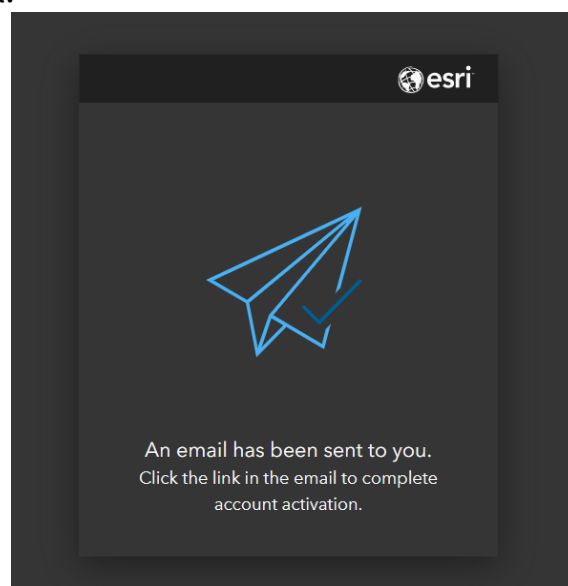 esri
An email has been sent to you.
Click the link in the email to complete
account activation.